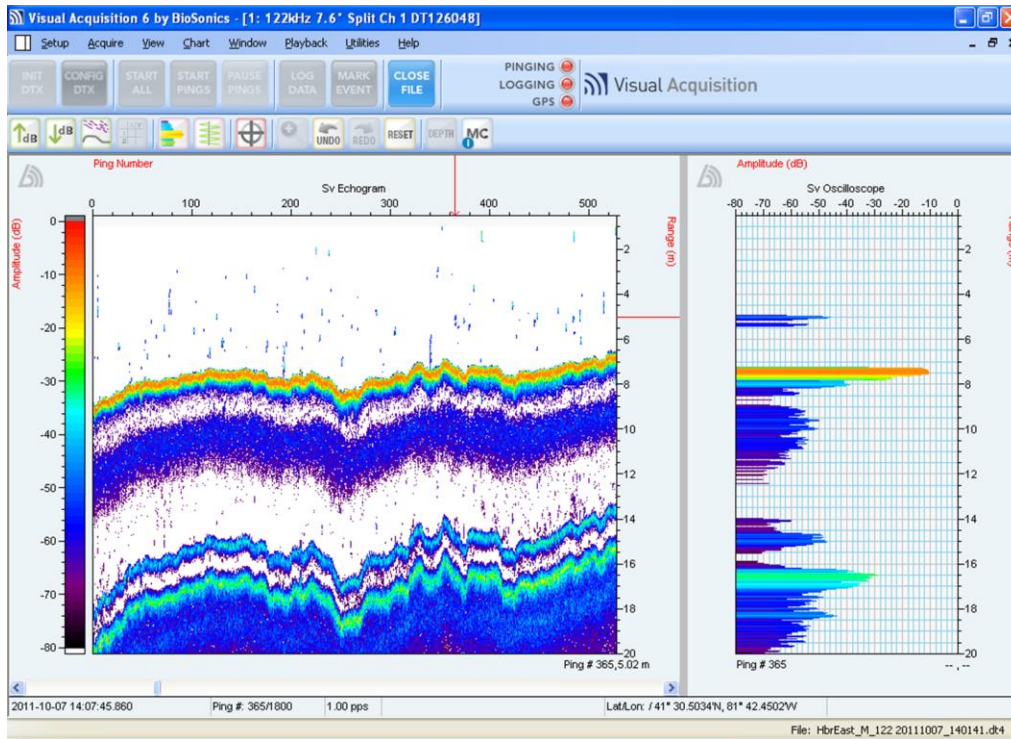 Visual Acquisition 6 by BioSonics - [1: 122kHz 7.6° Split Ch 1 DT126048]
Setup Acquire View Chart Window Playback Utilities Help
INIT DTX
CONFIG DTX
START ALL
START PINGS
PAUSE PINGS
LOG DATA
MARK EVENT
CLOSE FILE
PINGING
LOGGING
GPS
Visual Acquisition
dB
dB
UNDO
REDO
RESET
DEPTH
MC
Ping Number
Sv Echogram
0 100 200 300 400 500
Amplitude (dB)
0
-10
-20
-30
-40
-50
-60
-70
-80
Range (m)
2
4
6
8
10
12
14
16
18
20
Ping # 365,5.02 m
Amplitude (dB)
Sv Oscilloscope
-80 -70 -60 -50 -40 -30 -20 -10 0
2
4
6
8
10
12
14
16
18
20
Ping # 365 -- , --
2011-10-07 14:07:45.860 Ping #: 365/1800 1.00 pps Lat/Lon: / 41° 30.5034'N, 81° 42.4502'W
File: HbrEast_M_122 20111007_140141.dt4